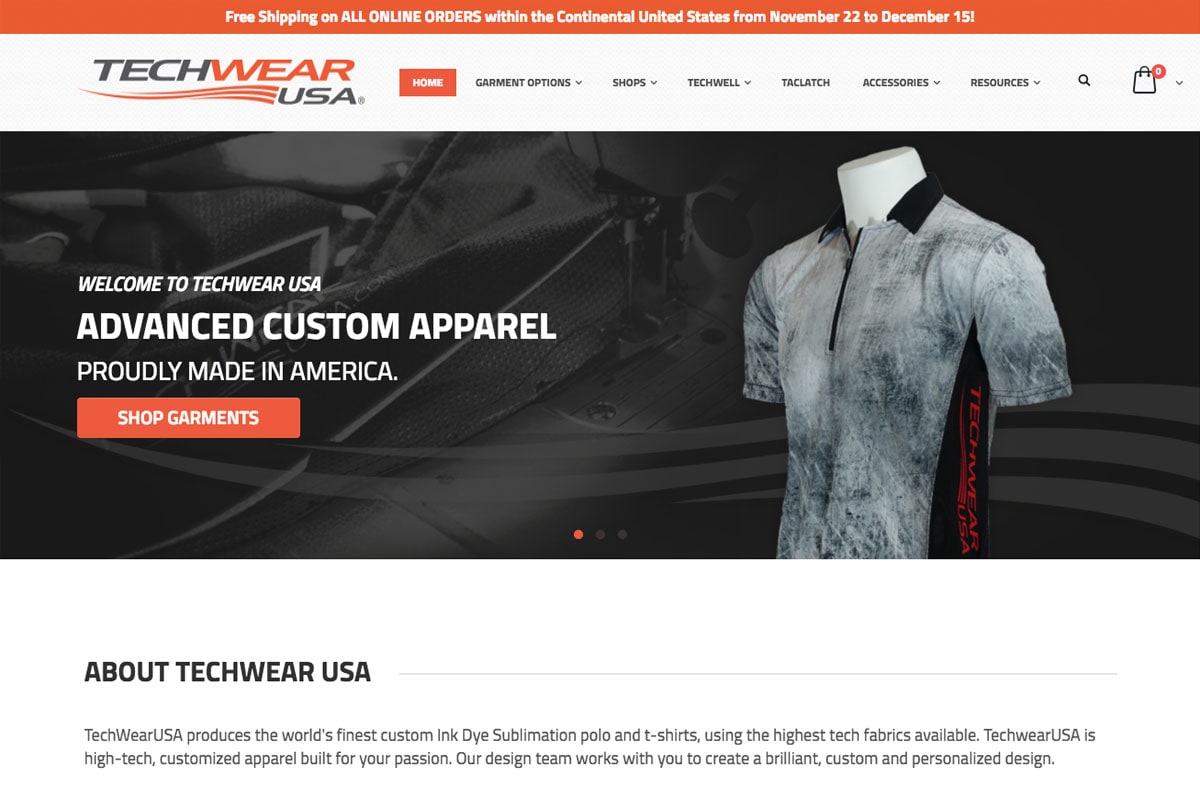 Free Shipping on ALL ONLINE ORDERS within the Continental United States from November 22 to December 15!
TECHWEAR
USA®
HOME GARMENT OPTIONS SHOPS TECHWELL TACLATCH ACCESSORIES RESOURCES 0
WELCOME TO TECHWEAR USA
ADVANCED CUSTOM APPAREL
PROUDLY MADE IN AMERICA.
SHOP GARMENTS
TECHWEAR
USA
ABOUT TECHWEAR USA
TechWearUSA produces the world's finest custom Ink Dye Sublimation polo and t-shirts, using the highest tech fabrics available. TechwearUSA is
high-tech, customized apparel built for your passion. Our design team works with you to create a brilliant, custom and personalized design.